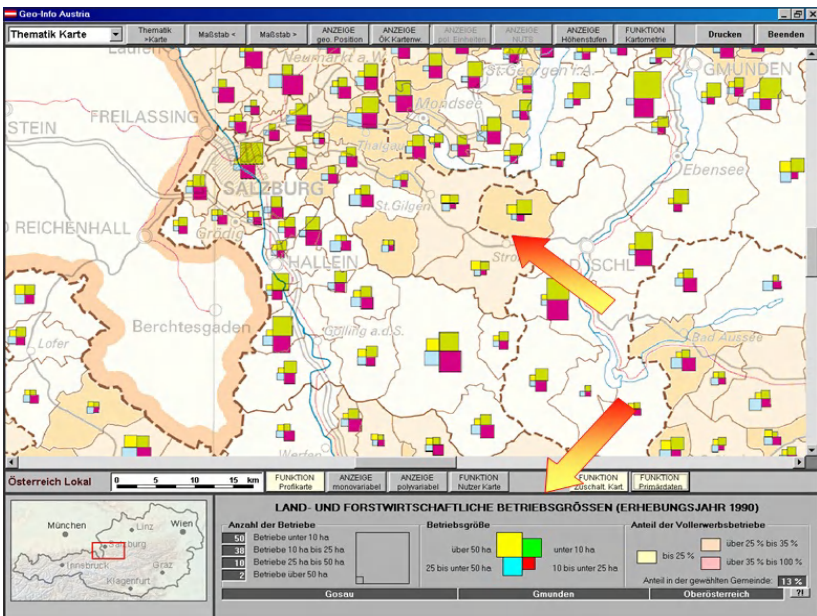 Geo-Info Austria
Thematik Karte
Thematik >Karte
Maßstab <
Maßstab >
ANZEIGE geo. Position
ANZEIGE ÖK Kartenw.
ANZEIGE pol. Einheiten
ANZEIGE NUTS
ANZEIGE Höhenstufen
FUNKTION Kartometrie
Drucken
Beenden
Laufen
Neumarkt a.W.
St.Georgen i.A.
GMUNDEN
Mondsee
FREILASSING
STEIN
Thalgau
Ebensee
SALZBURG
St.Gilgen
D REICHENHALL
Grödig
Stro
D SCHL
HALLEIN
Berchtesgaden
Golling a.d.S.
Bad Aussee
Lofer
Werfen
Österreich Lokal
0 5 10 15 km
FUNKTION Profikarte
ANZEIGE monovariabel
ANZEIGE polyvariabel
FUNKTION Nutzer Karte
FUNKTION Zuschalt. Kart.
FUNKTION Primärdaten
LAND- UND FORSTWIRTSCHAFTLICHE BETRIEBSGRÖSSEN (ERHEBUNGSJAHR 1990)
München
Linz
Wien
Salzburg
Innsbruck
Graz
Klagenfurt
Anzahl der Betriebe
50 Betriebe unter 10 ha
38 Betriebe 10 ha bis 25 ha
10 Betriebe 25 ha bis 50 ha
2 Betriebe über 50 ha
Betriebsgröße
über 50 ha
unter 10 ha
25 bis unter 50 ha
10 bis unter 25 ha
Anteil der Vollerwerbsbetriebe
bis 25 %
über 25 % bis 35 %
über 35 % bis 100 %
Anteil in der gewählten Gemeinde: 13 %
Gosau
Gmunden
Oberösterreich
?!